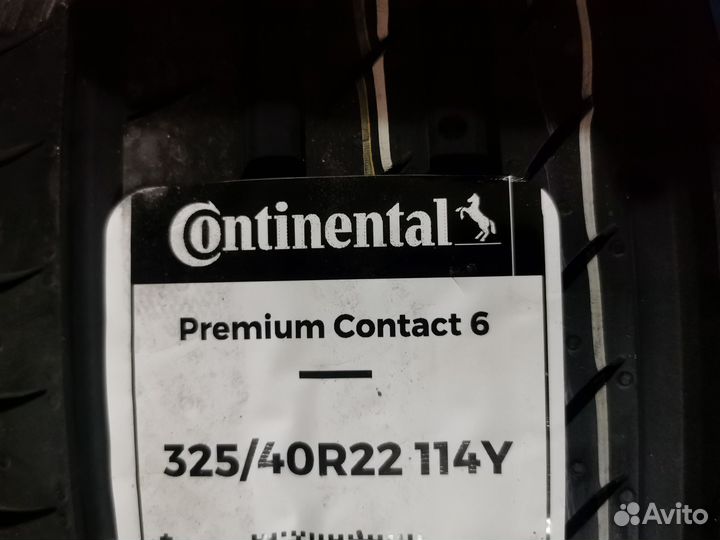 Continental
Premium Contact 6
325/40R22 114Y
Avito